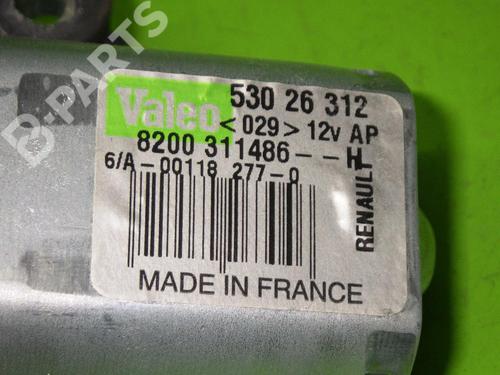 B-PARTS
Valeo 530 26 312
<029> 12v AP
8200 311486--H
6/A-00118 277-0
RENAULT
MADE IN FRANCE